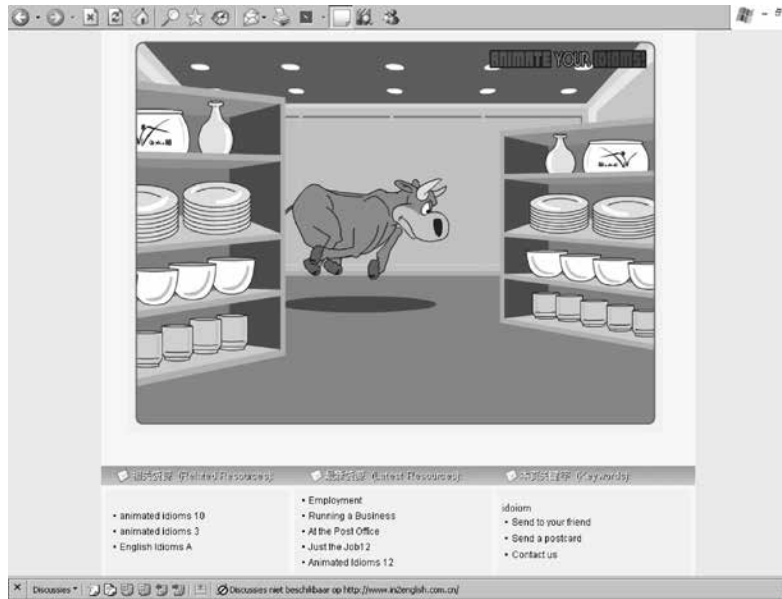 ANIMATE YOUR IDIOMS!
(Related Resources)
• animated idioms 10
• animated idioms 3
• English Idioms A
(Latest Resources)
• Employment
• Running a Business
• At the Post Office
• Just the Job12
• Animated Idioms 12
(Keywords)
idoiom
• Send to your friend
• Send a postcard
• Contact us
Discussies
Discussies niet beschikbaar op http://www.in2english.com.cn/